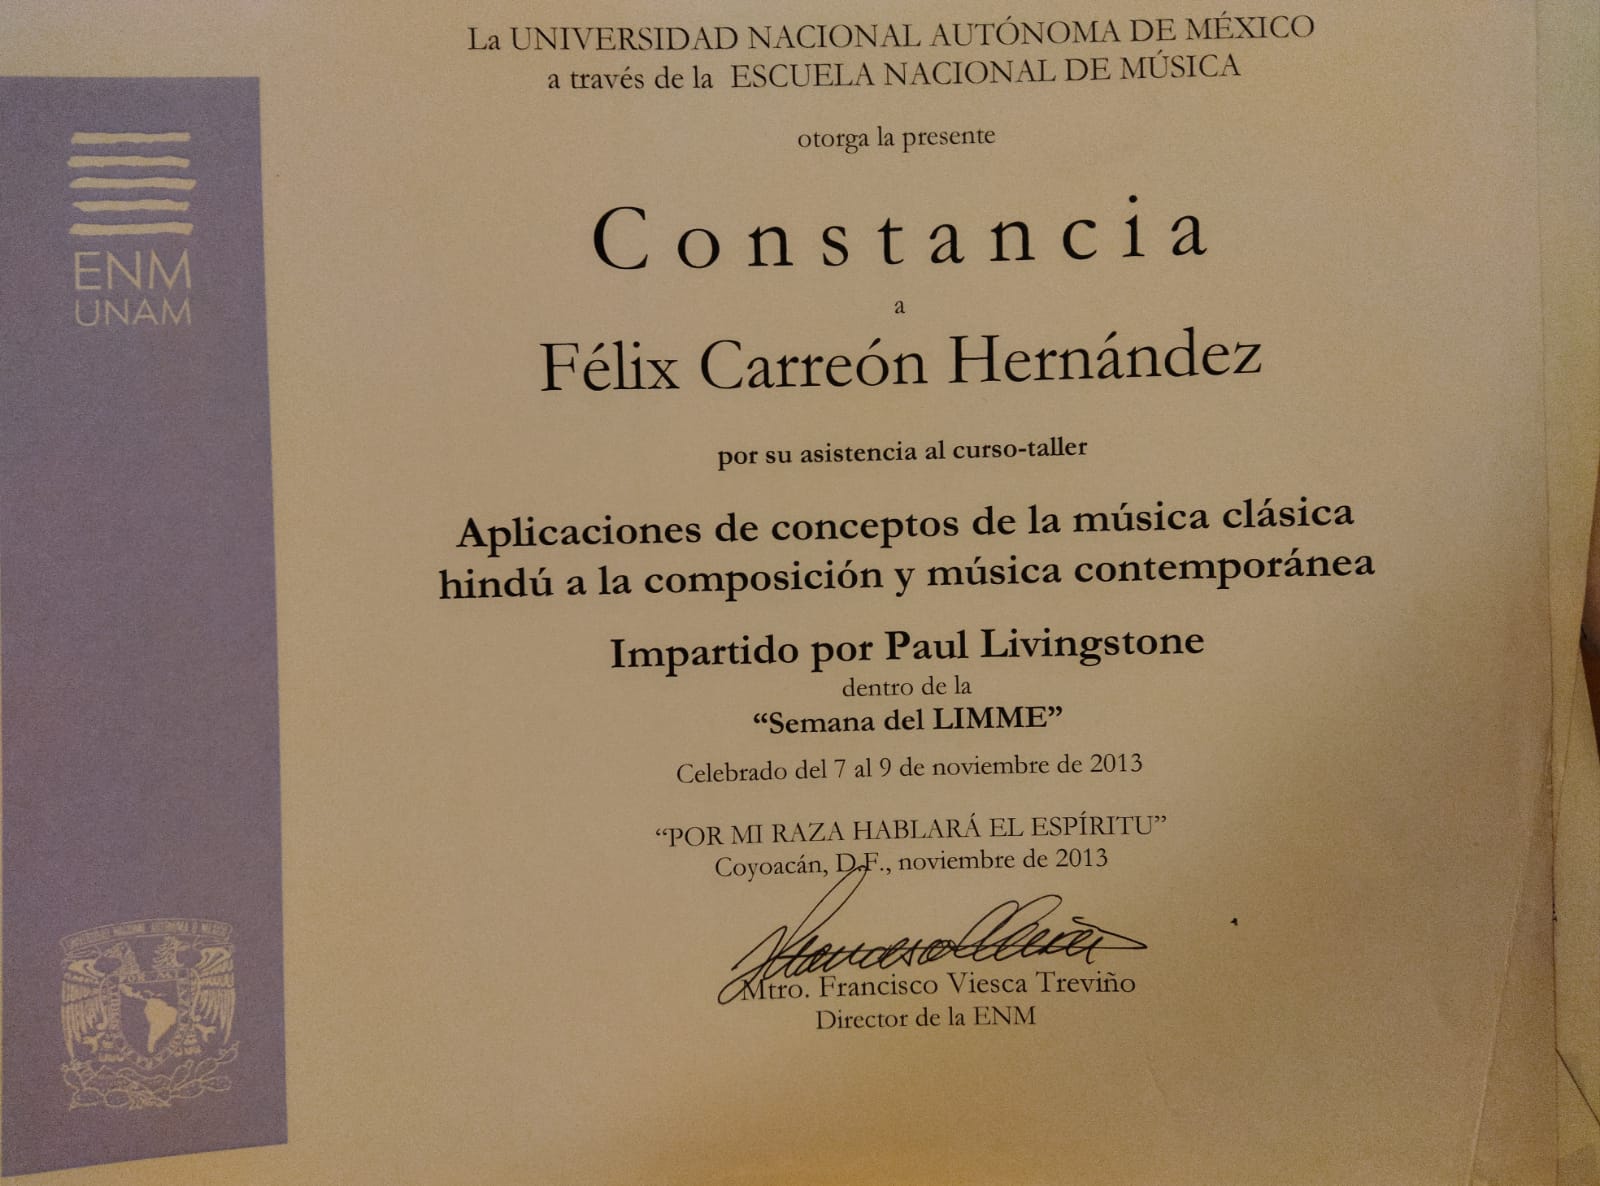 La UNIVERSIDAD NACIONAL AUTÓNOMA DE MÉXICO
a través de la ESCUELA NACIONAL DE MÚSICA
otorga la presente
Constancia
a
Félix Carreón Hernández
por su asistencia al curso-taller
Aplicaciones de conceptos de la música clásica
hindú a la composición y música contemporánea
Impartido por Paul Livingstone
dentro de la
“Semana del LIMME”
Celebrado del 7 al 9 de noviembre de 2013
“POR MI RAZA HABLARÁ EL ESPÍRITU”
Coyoacán, D.F., noviembre de 2013
Mtro. Francisco Viesca Treviño
Director de la ENM
ENM
UNAM